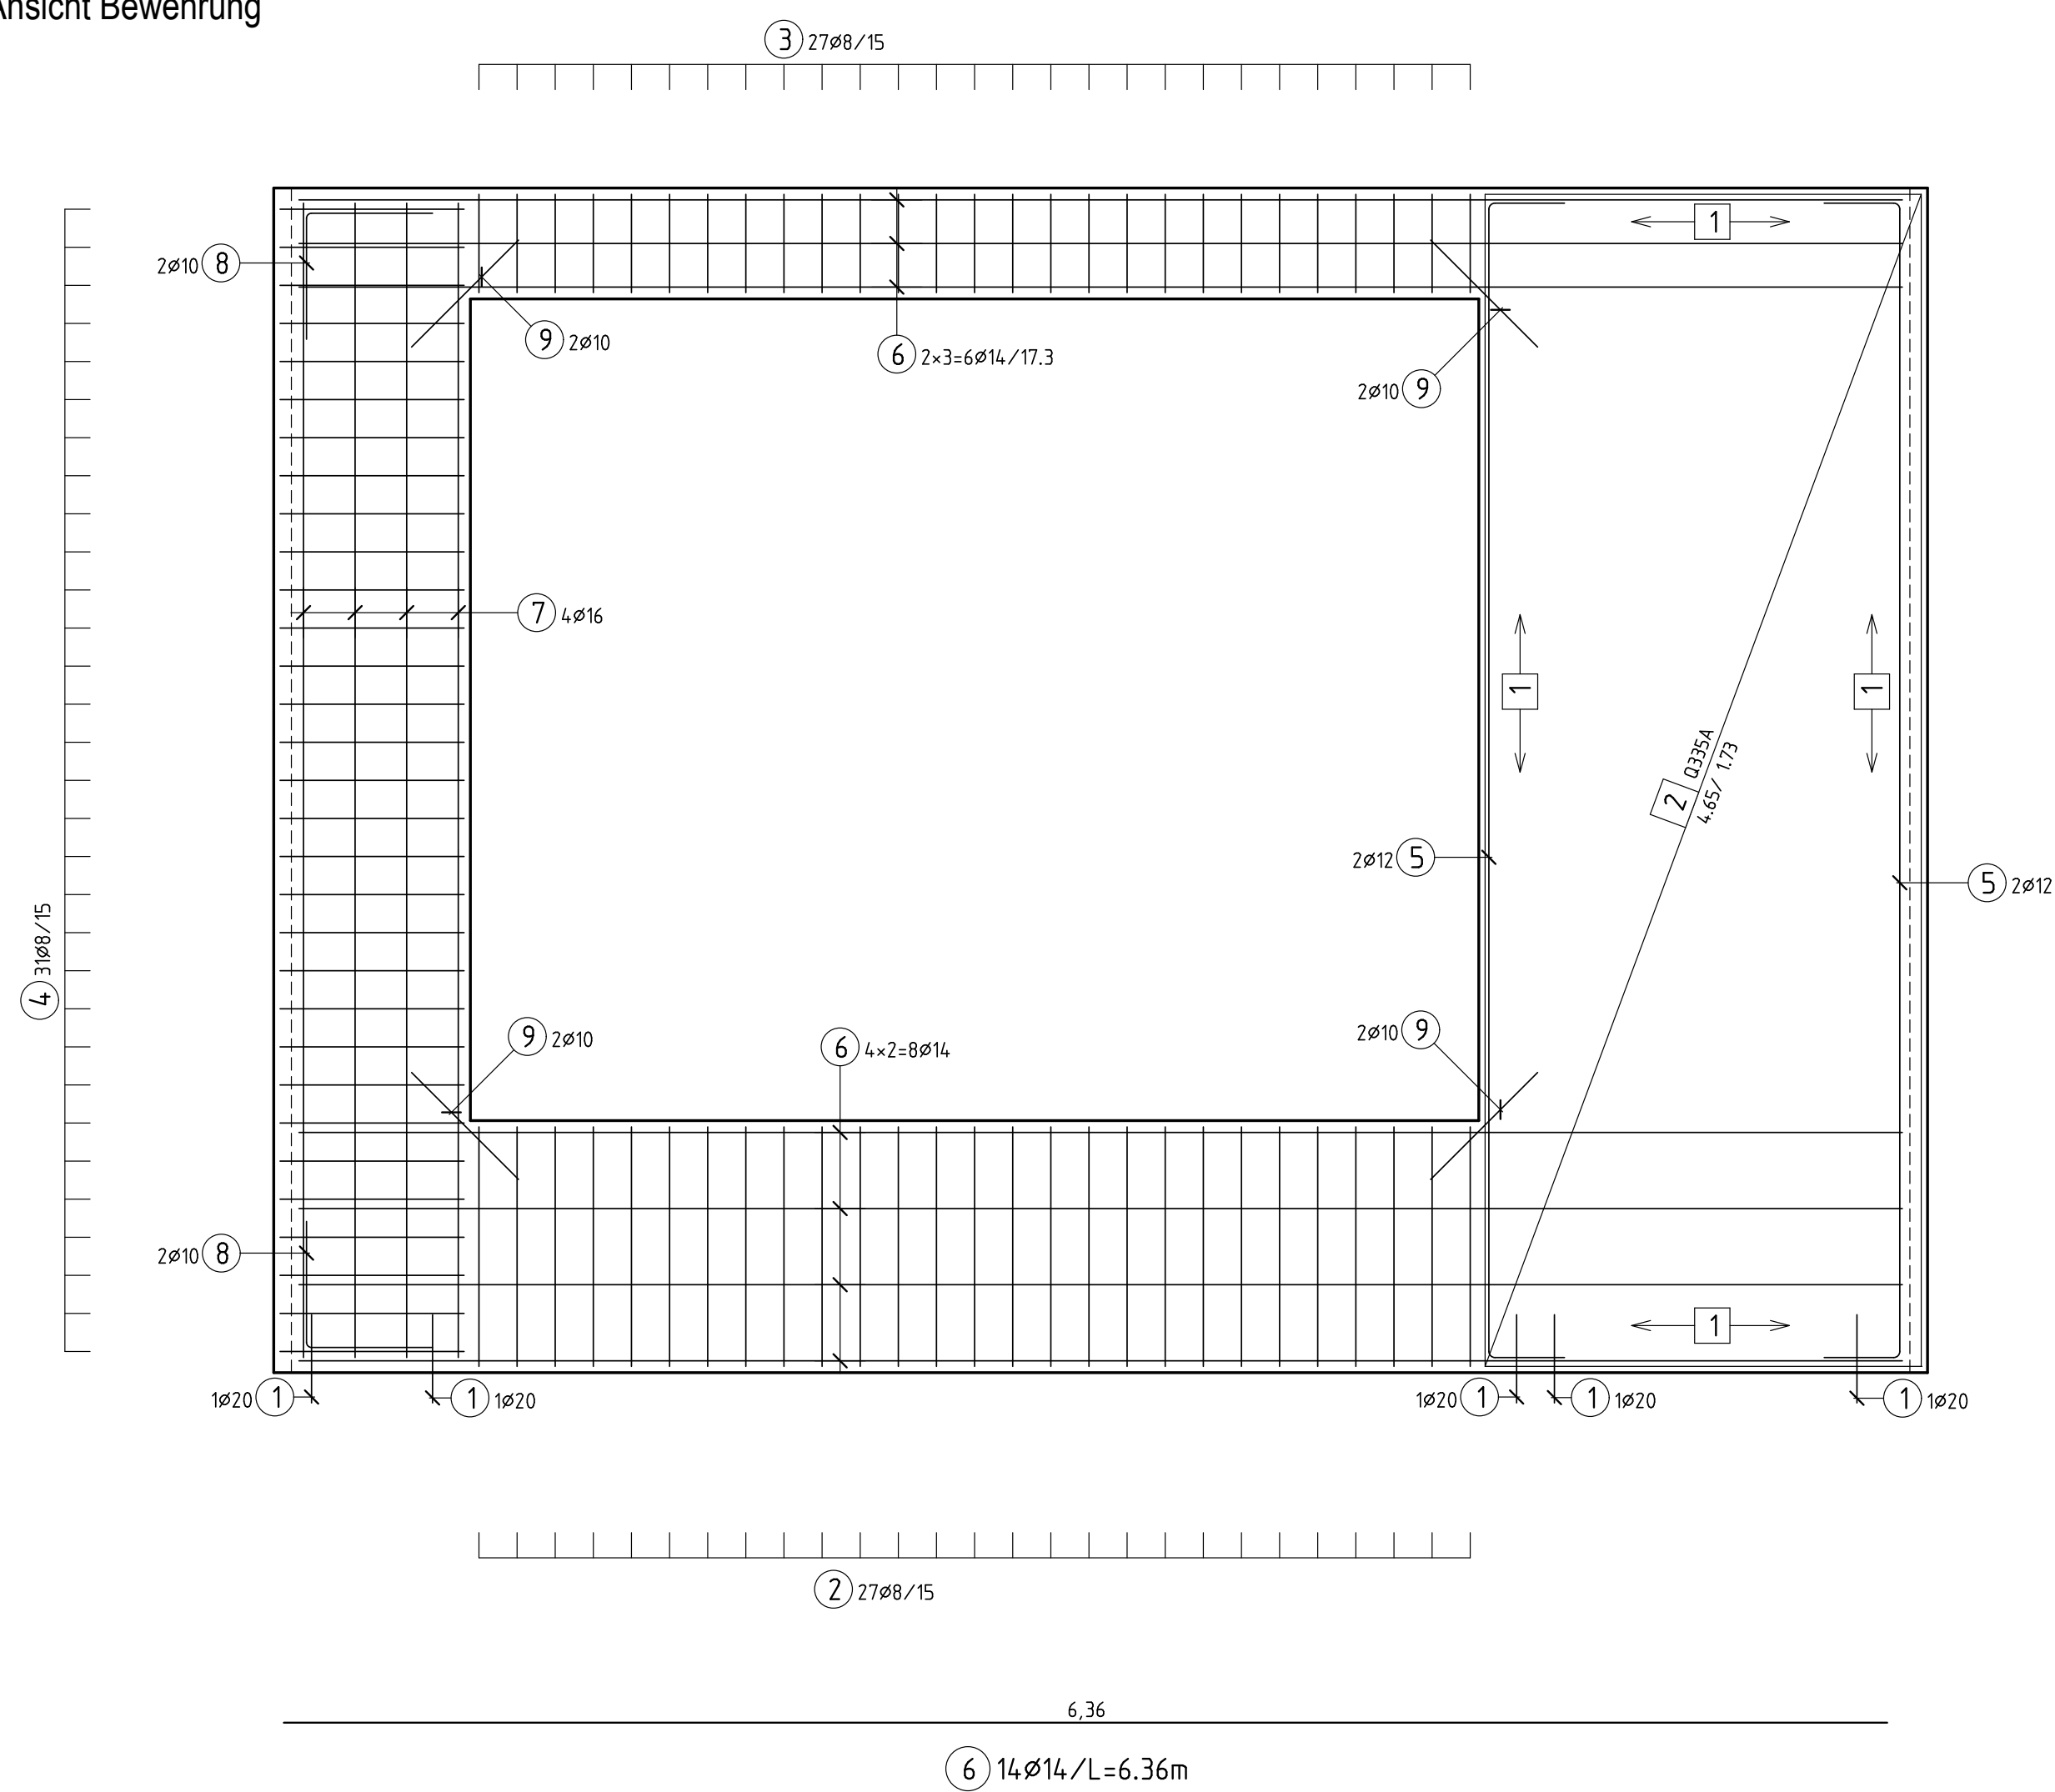 Ansicht Bewehrung
3 27ø8/15
1
2ø10 8
9 2ø10
6 2×3=6ø14/17.3
2ø10 9
7 4ø16
1
1
2 Q335A
4.65/ 1.73
2ø12 5
5 2ø12
4 31ø8/15
9 2ø10
6 4×2=8ø14
2ø10 9
2ø10 8
1
1ø20 1
1 1ø20
1ø20 1
1 1ø20
1 1ø20
2 27ø8/15
6,36
6 14ø14/L=6.36m